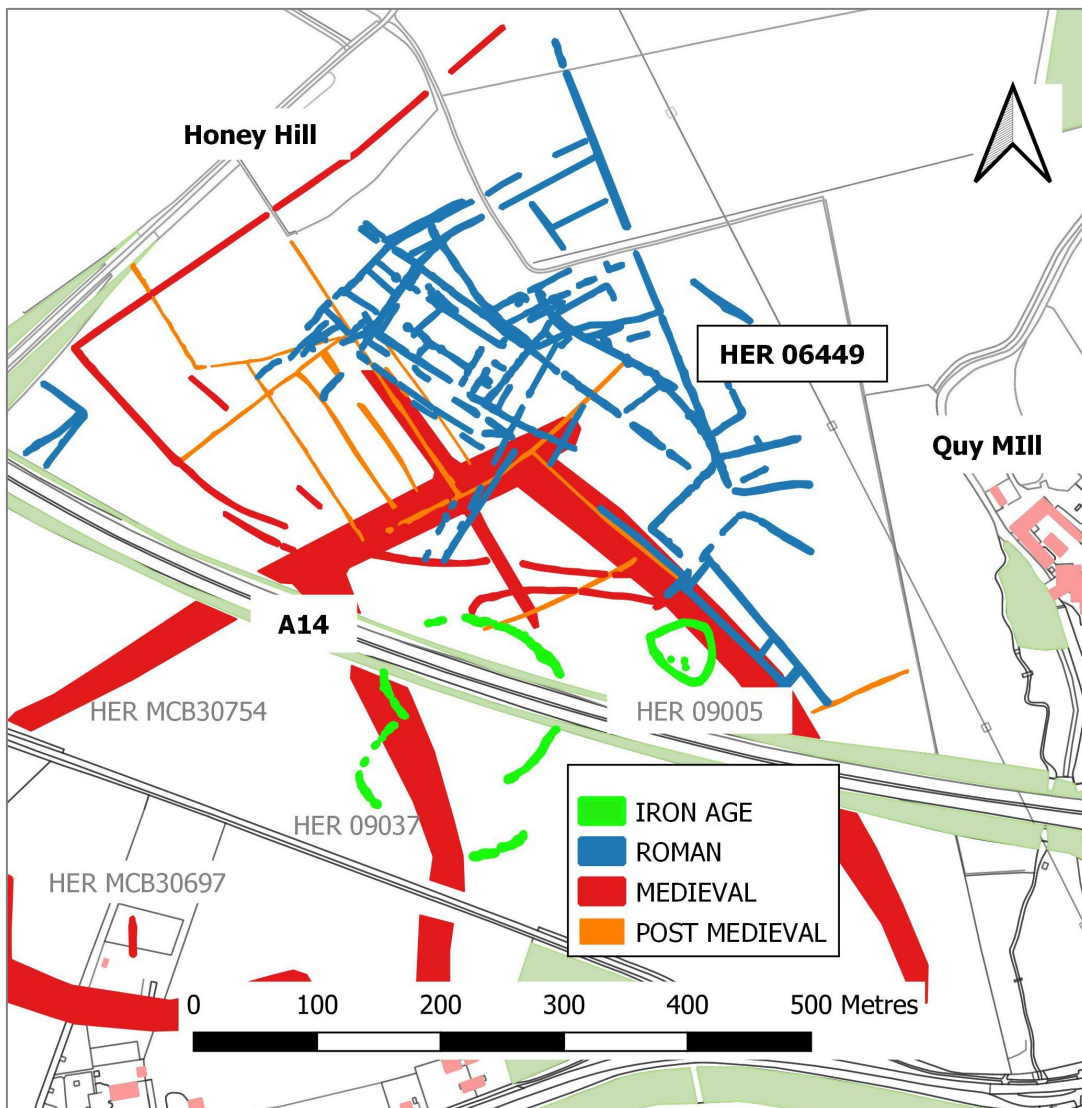 Honey Hill
HER 06449
Quy MIll
A14
HER MCB30754
HER 09005
IRON AGE
HER 09037
ROMAN
HER MCB30697
MEDIEVAL
POST MEDIEVAL
0 100 200 300 400 500 Metres